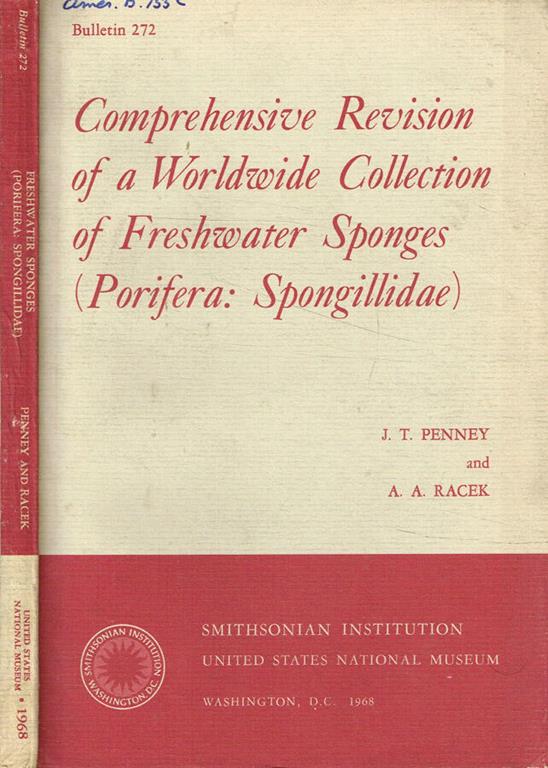 Bulletin 272
Comprehensive Revision
of a Worldwide Collection
of Freshwater Sponges
(Porifera: Spongillidae)
J. T. PENNEY
and
A. A. RACEK
SMITHSONIAN INSTITUTION
UNITED STATES NATIONAL MUSEUM
WASHINGTON, D.C. 1968
SMITHSONIAN INSTITUTION
WASHINGTON, D.C.
Bulletin 272
FRESHWATER SPONGES
(PORIFERA: SPONGILLIDAE)
PENNEY AND RACEK
UNITED STATES
NATIONAL MUSEUM • 1968